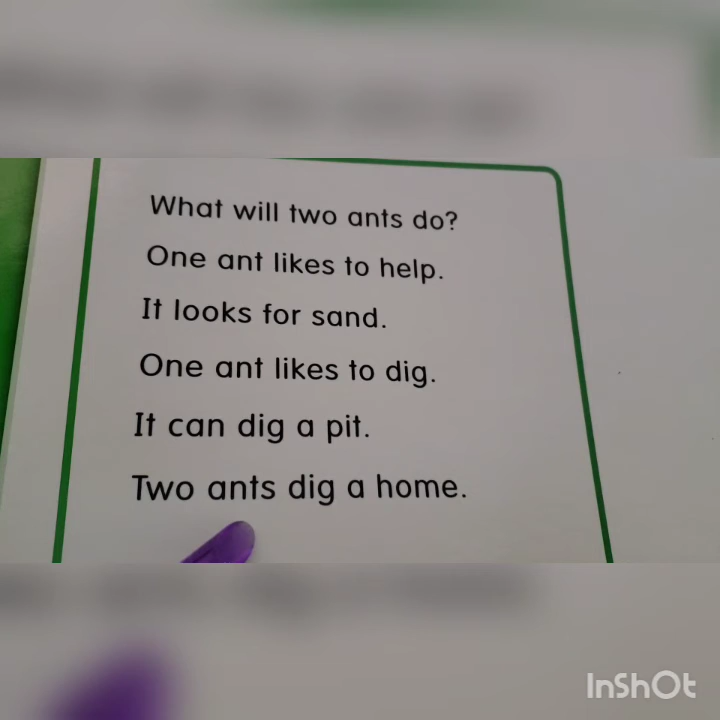 What will two ants do?
One ant likes to help.
It looks for sand.
One ant likes to dig.
It can dig a pit.
Two ants dig a home.
InShOt